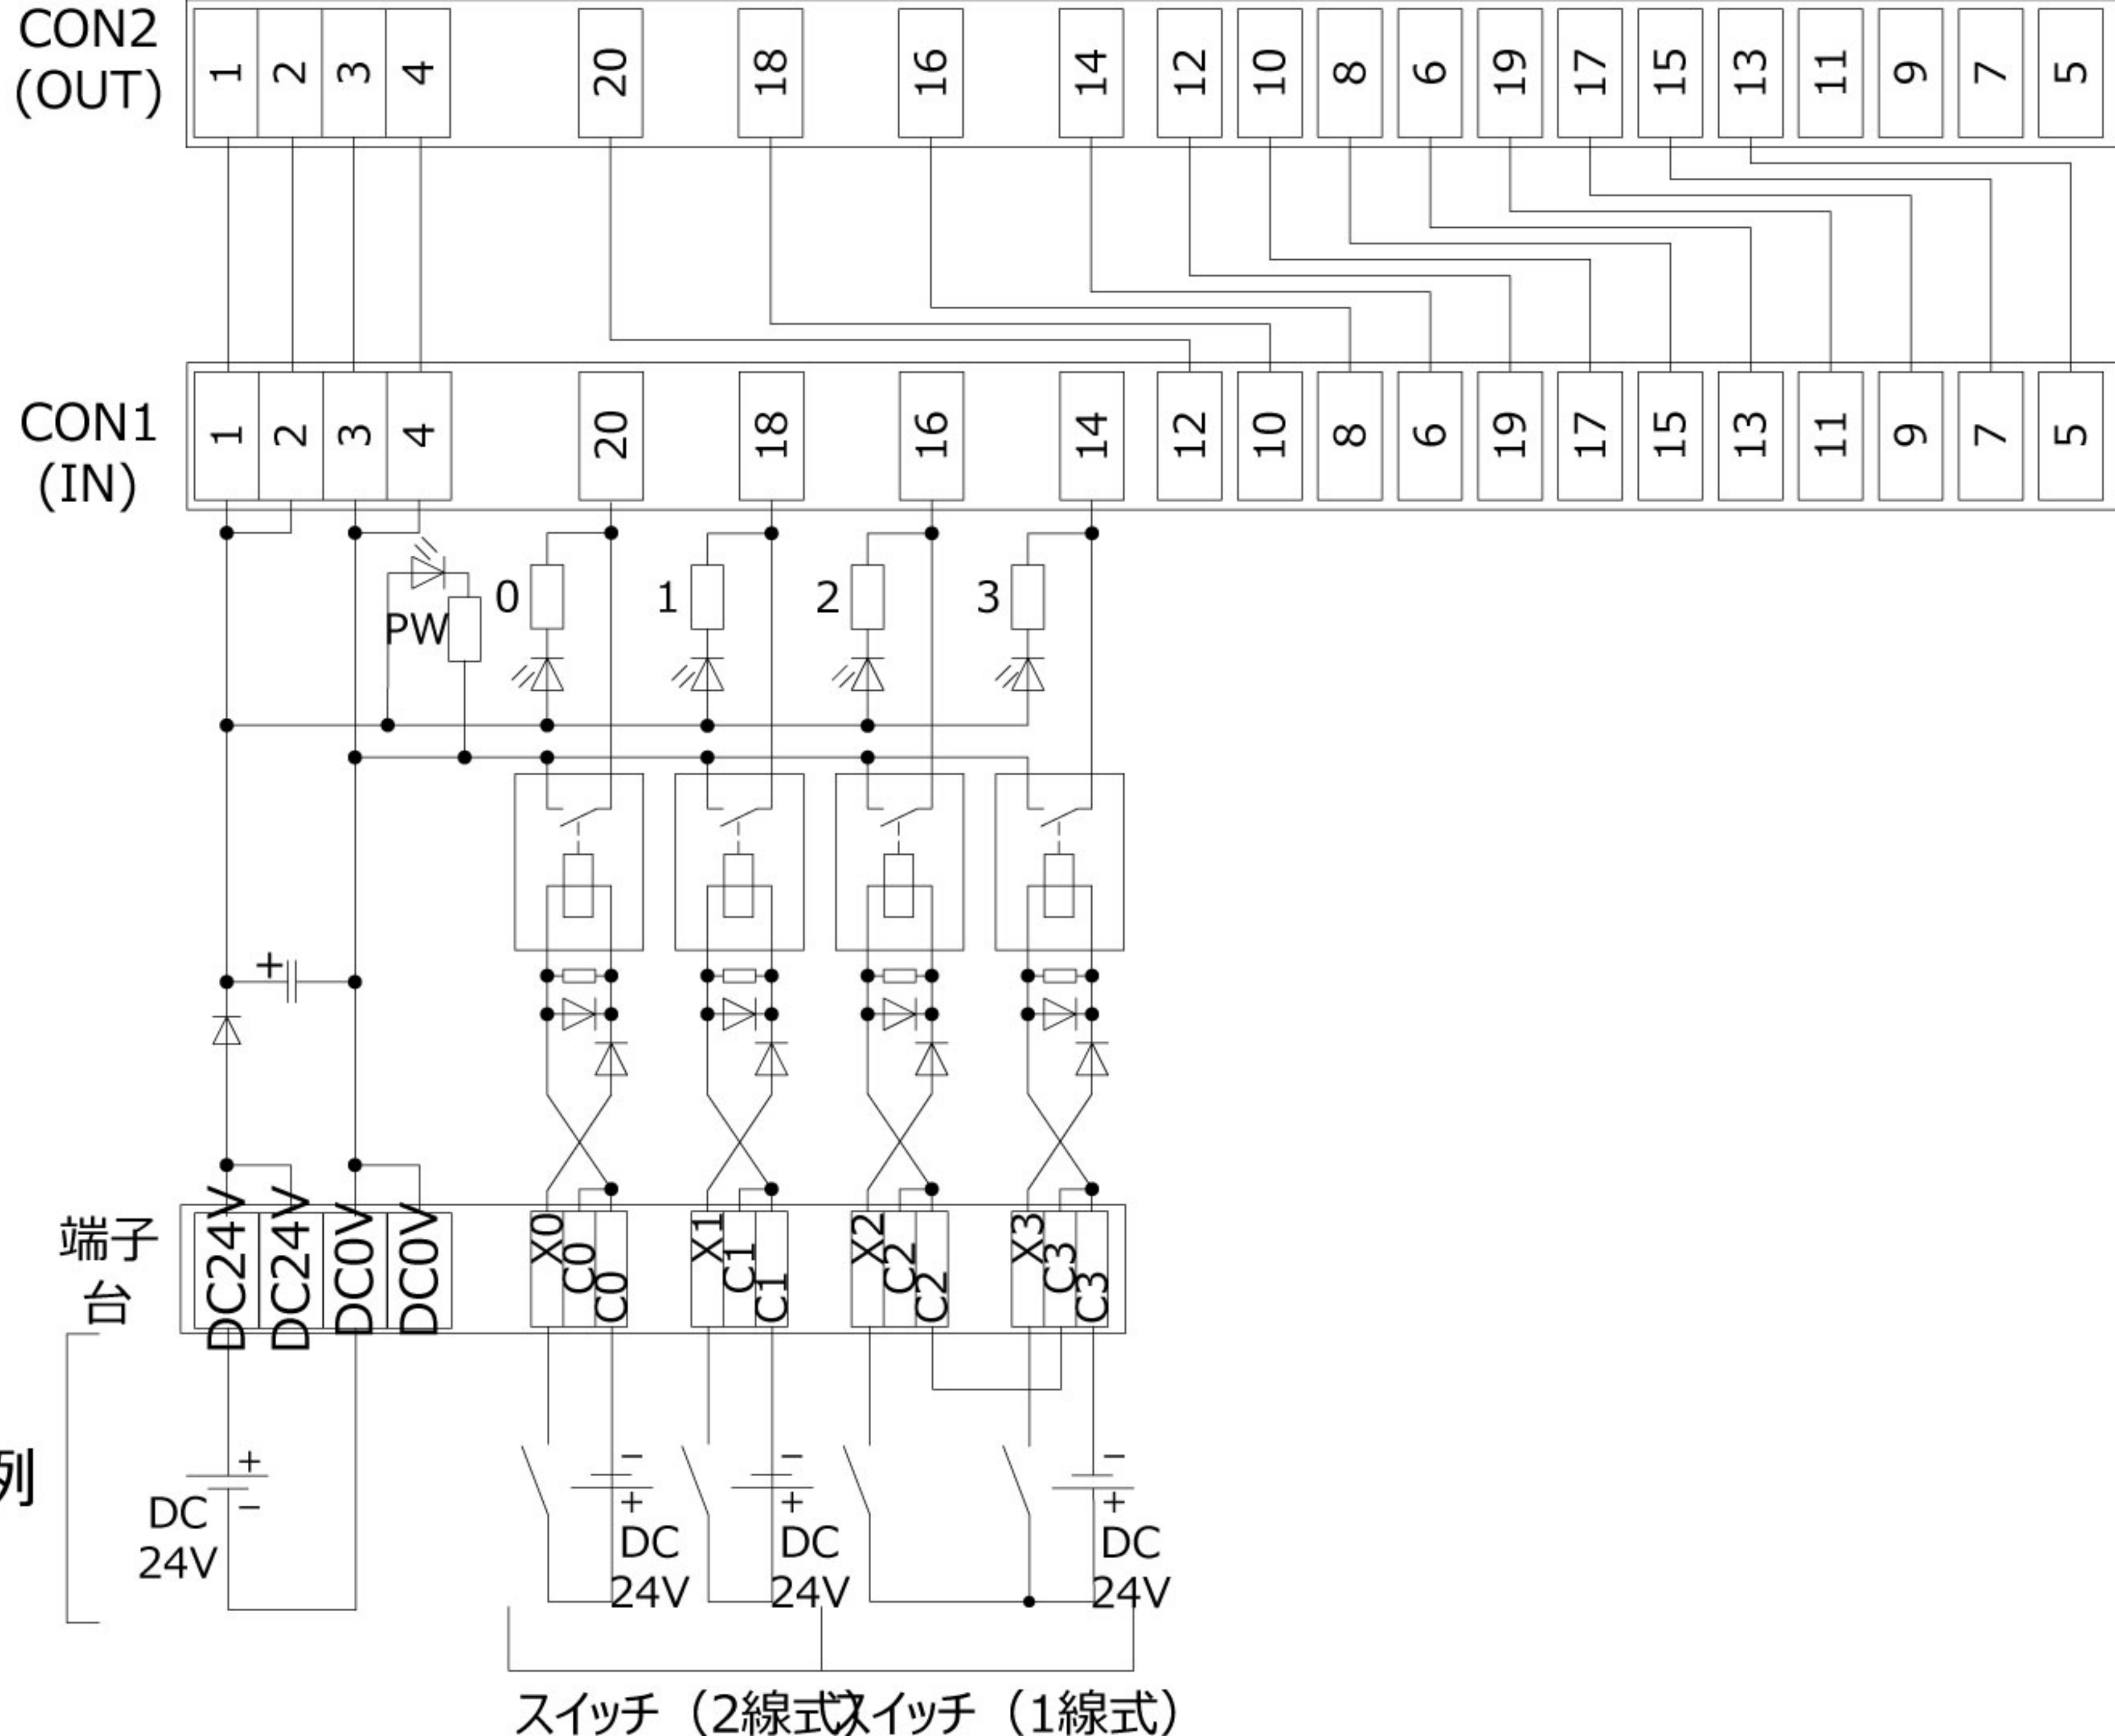 CON2
(OUT)
1 2 3 4 20 18 16 14 12 10 8 6 19 17 15 13 11 9 7 5
CON1
(IN)
1 2 3 4 20 18 16 14 12 10 8 6 19 17 15 13 11 9 7 5
PW
0 1 2 3
+
端子
台
DC24V DC24V DC0V DC0V X0 C0 C0 X1 C1 C1 X2 C2 C2 X3 C3 C3
列
+
−
DC
24V
−
+
DC
24V
−
+
DC
24V
−
+
DC
24V
スイッチ（2線式）
スイッチ（1線式）